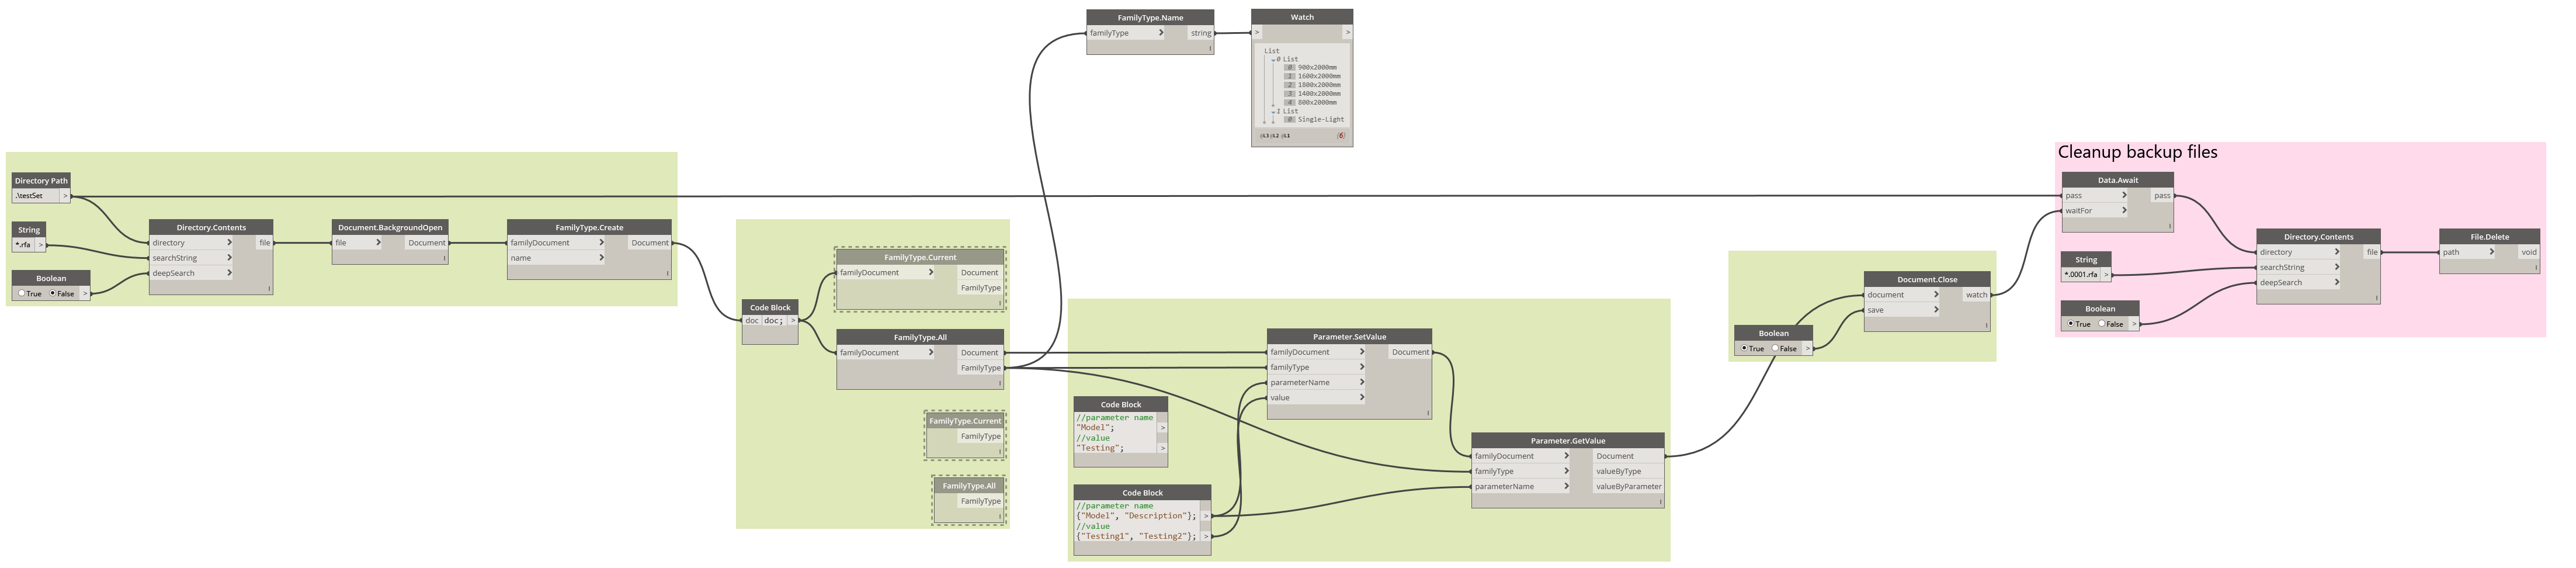 FamilyType.Name
familyType > string
Watch
> >
List
0 List
0 900x2000mm
1 1600x2000mm
2 1800x2000mm
3 1400x2000mm
4 800x2000mm
1 List
0 Single-Light
@L3 @L2 @L1 {6}
Directory Path
.\testSet >
String
*.rfa >
Boolean
True False >
Directory.Contents
directory > file
searchString >
deepSearch >
Document.BackgroundOpen
file > Document
FamilyType.Create
familyDocument > Document
name >
Code Block
doc doc; >
FamilyType.Current
familyDocument > Document
FamilyType
FamilyType.All
familyDocument > Document
FamilyType
FamilyType.Current
FamilyType
FamilyType.All
FamilyType
Code Block
//parameter name
"Model"; >
//value
"Testing"; >
Code Block
//parameter name
{"Model", "Description"}; >
//value
{"Testing1", "Testing2"}; >
Parameter.SetValue
familyDocument > Document
familyType >
parameterName >
value >
Parameter.GetValue
familyDocument > Document
familyType > valueByType
parameterName > valueByParameter
Boolean
True False >
Document.Close
document > watch
save >
Cleanup backup files
Data.Await
pass > pass
waitFor >
String
*.0001.rfa >
Boolean
True False >
Directory.Contents
directory > file
searchString >
deepSearch >
File.Delete
path > void